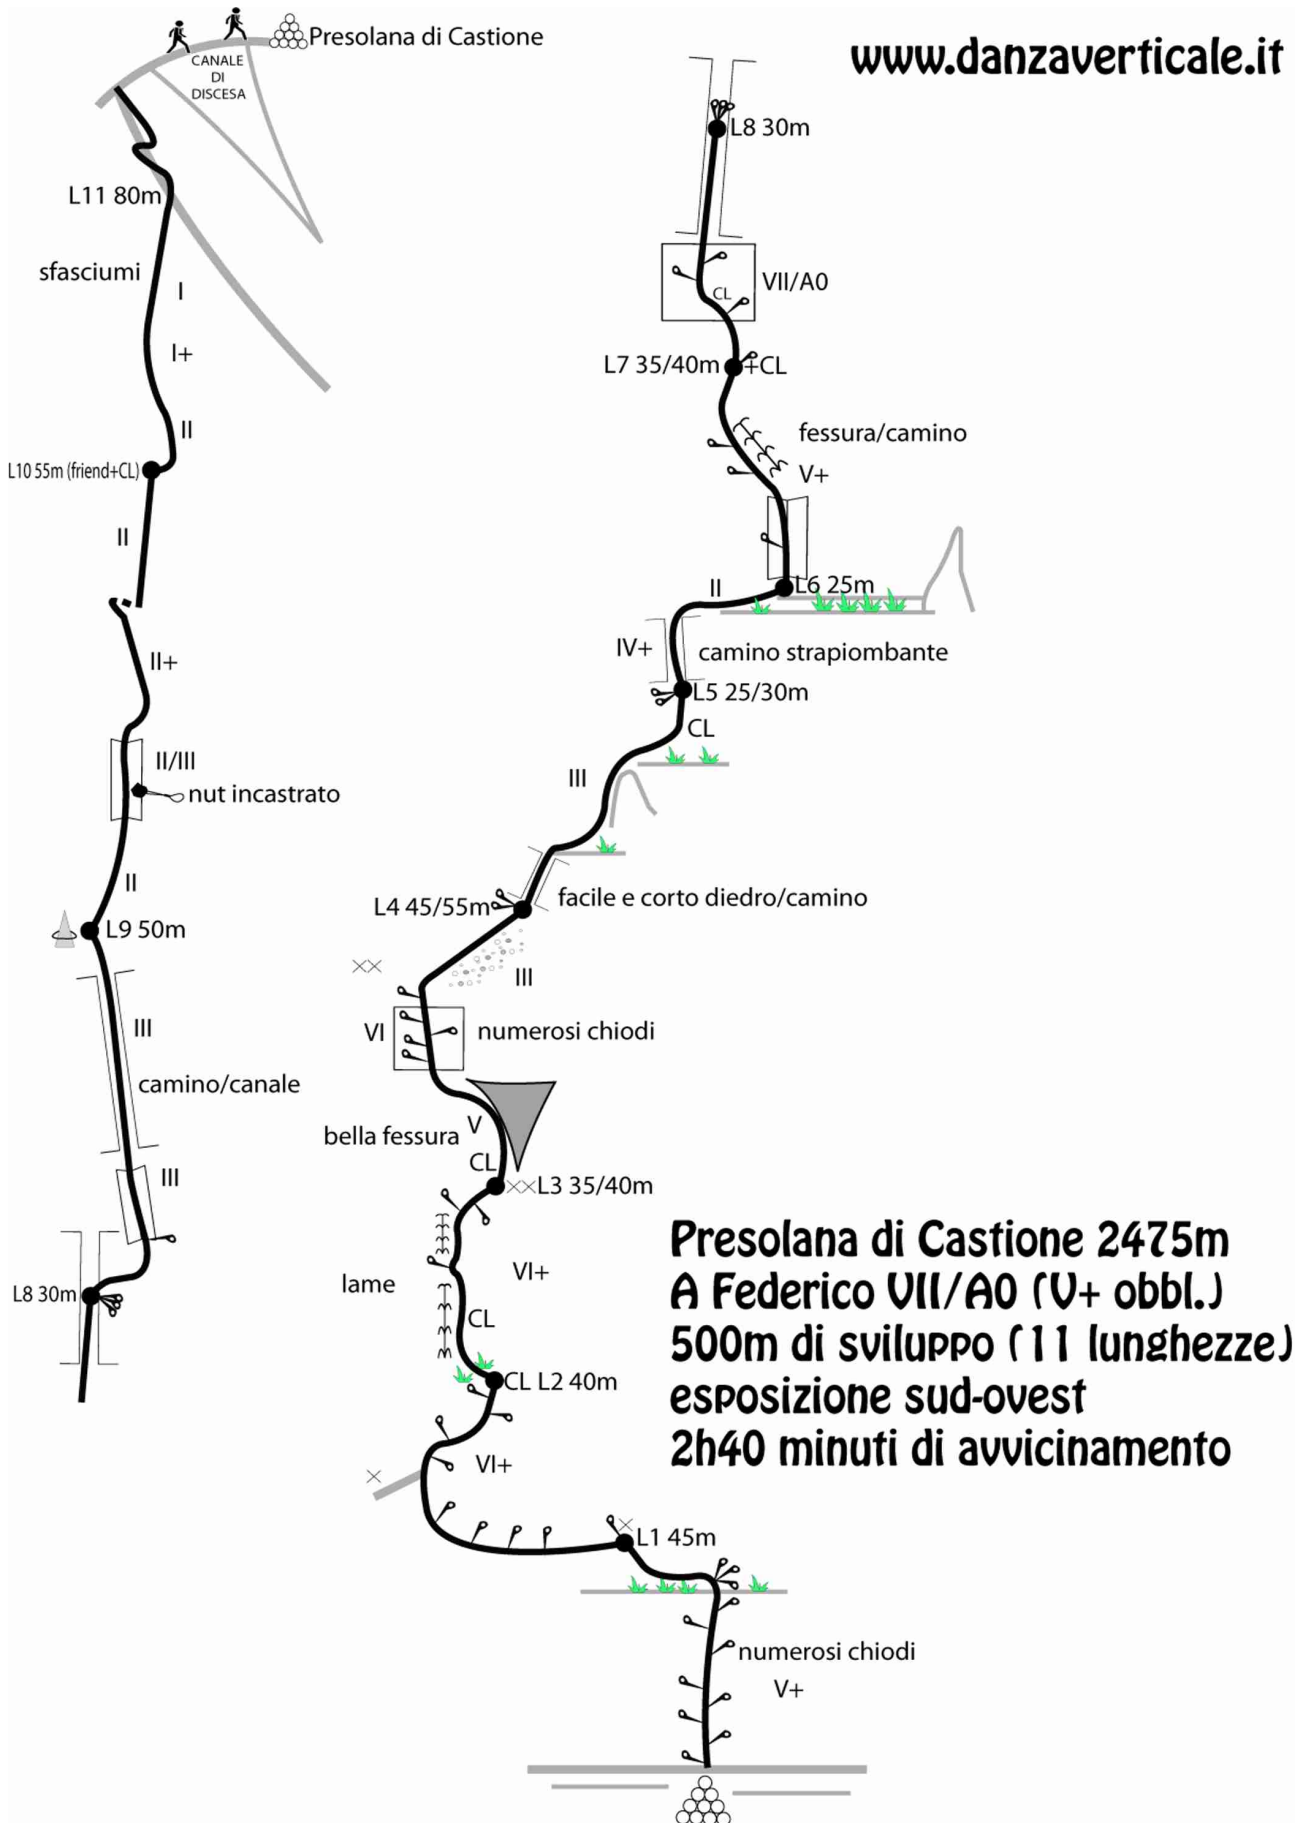 Presolana di Castione
CANALE
DI
DISCESA
L11 80m
sfasciumi
I
I+
II
L10 55m (friend+CL)
II
II+
II/III
nut incastrato
II
L9 50m
III
camino/canale
III
L8 30m
www.danzaverticale.it
L8 30m
VII/A0
CL
L7 35/40m
+CL
fessura/camino
V+
L6 25m
II
IV+
camino strapiombante
L5 25/30m
CL
III
facile e corto diedro/camino
L4 45/55m
III
VI
numerosi chiodi
V
bella fessura
CL
L3 35/40m
VI+
lame
CL
CL L2 40m
VI+
L1 45m
numerosi chiodi
V+
Presolana di Castione 2475m
A Federico VII/A0 (V+ obbl.)
500m di sviluppo (11 lunghezze)
esposizione sud-ovest
2h40 minuti di avvicinamento